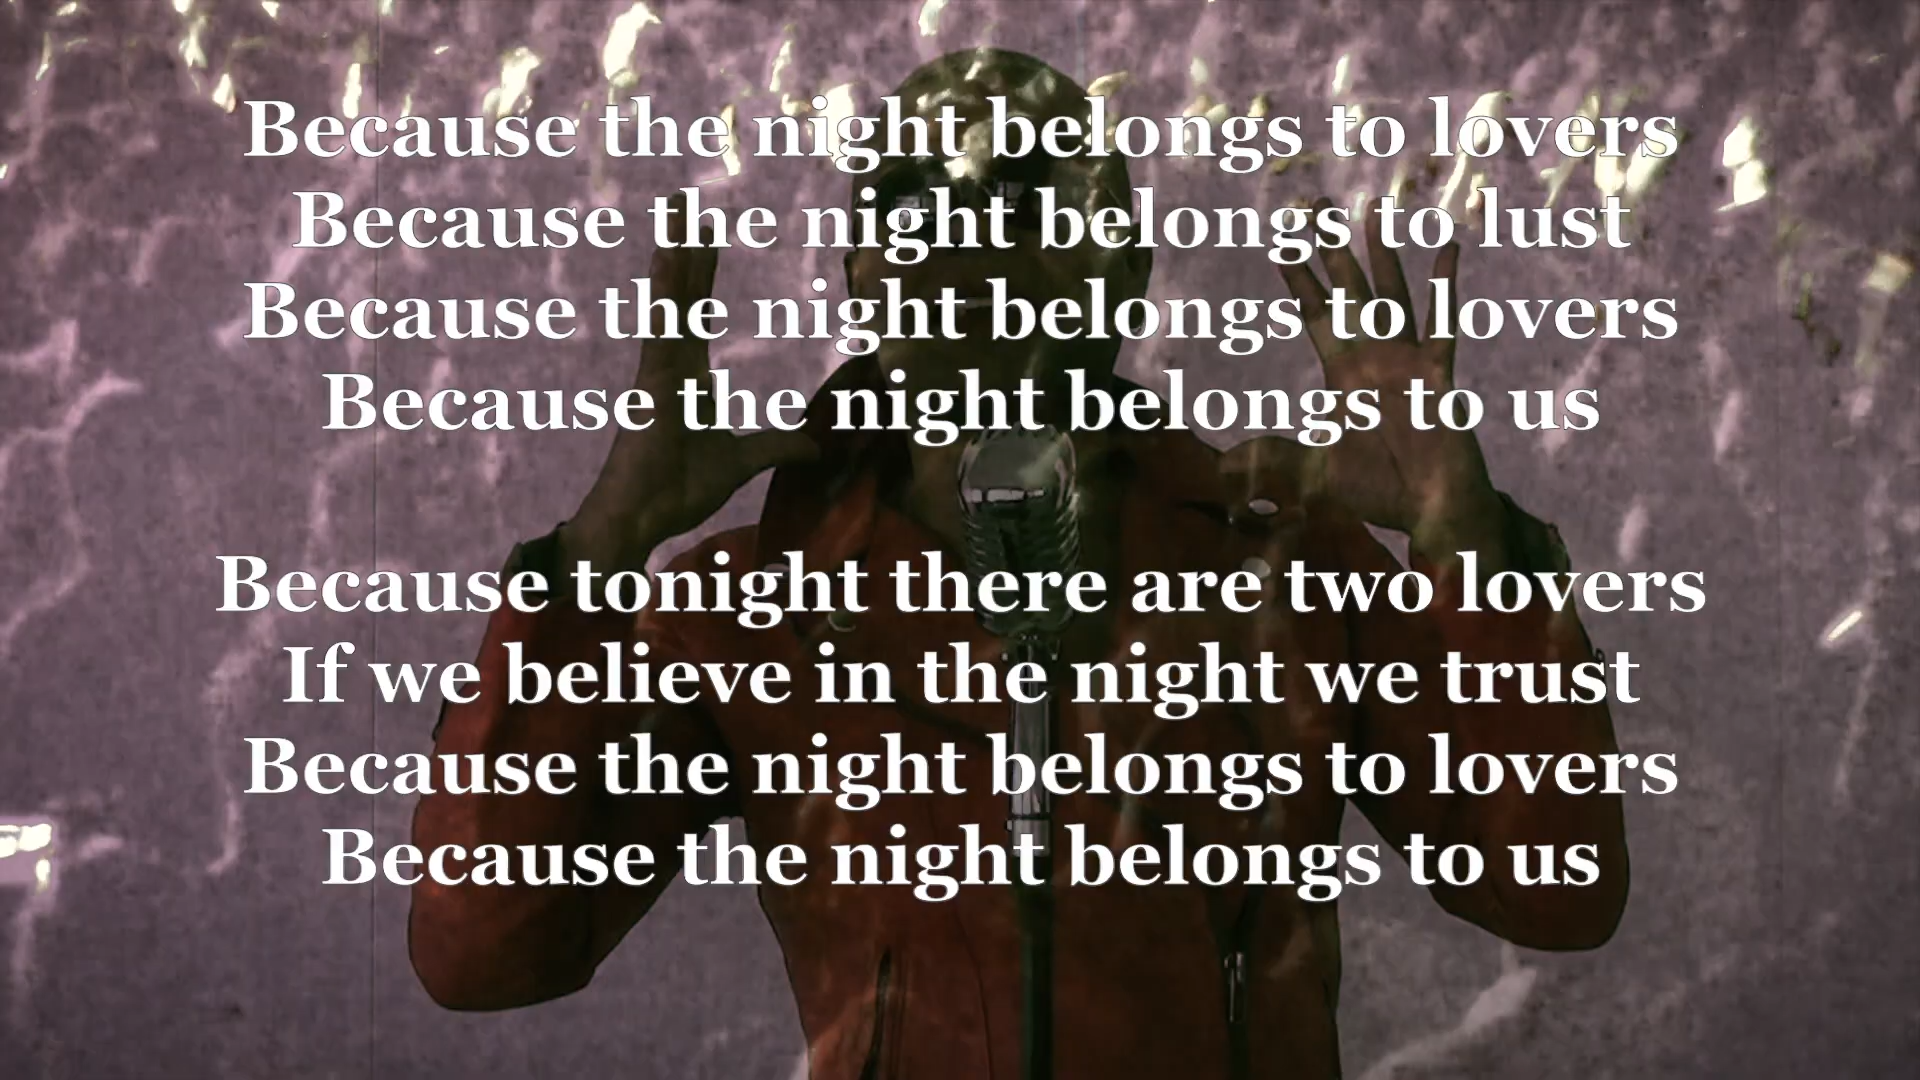 Because the night belongs to lovers
Because the night belongs to lust
Because the night belongs to lovers
Because the night belongs to us
Because tonight there are two lovers
If we believe in the night we trust
Because the night belongs to lovers
Because the night belongs to us